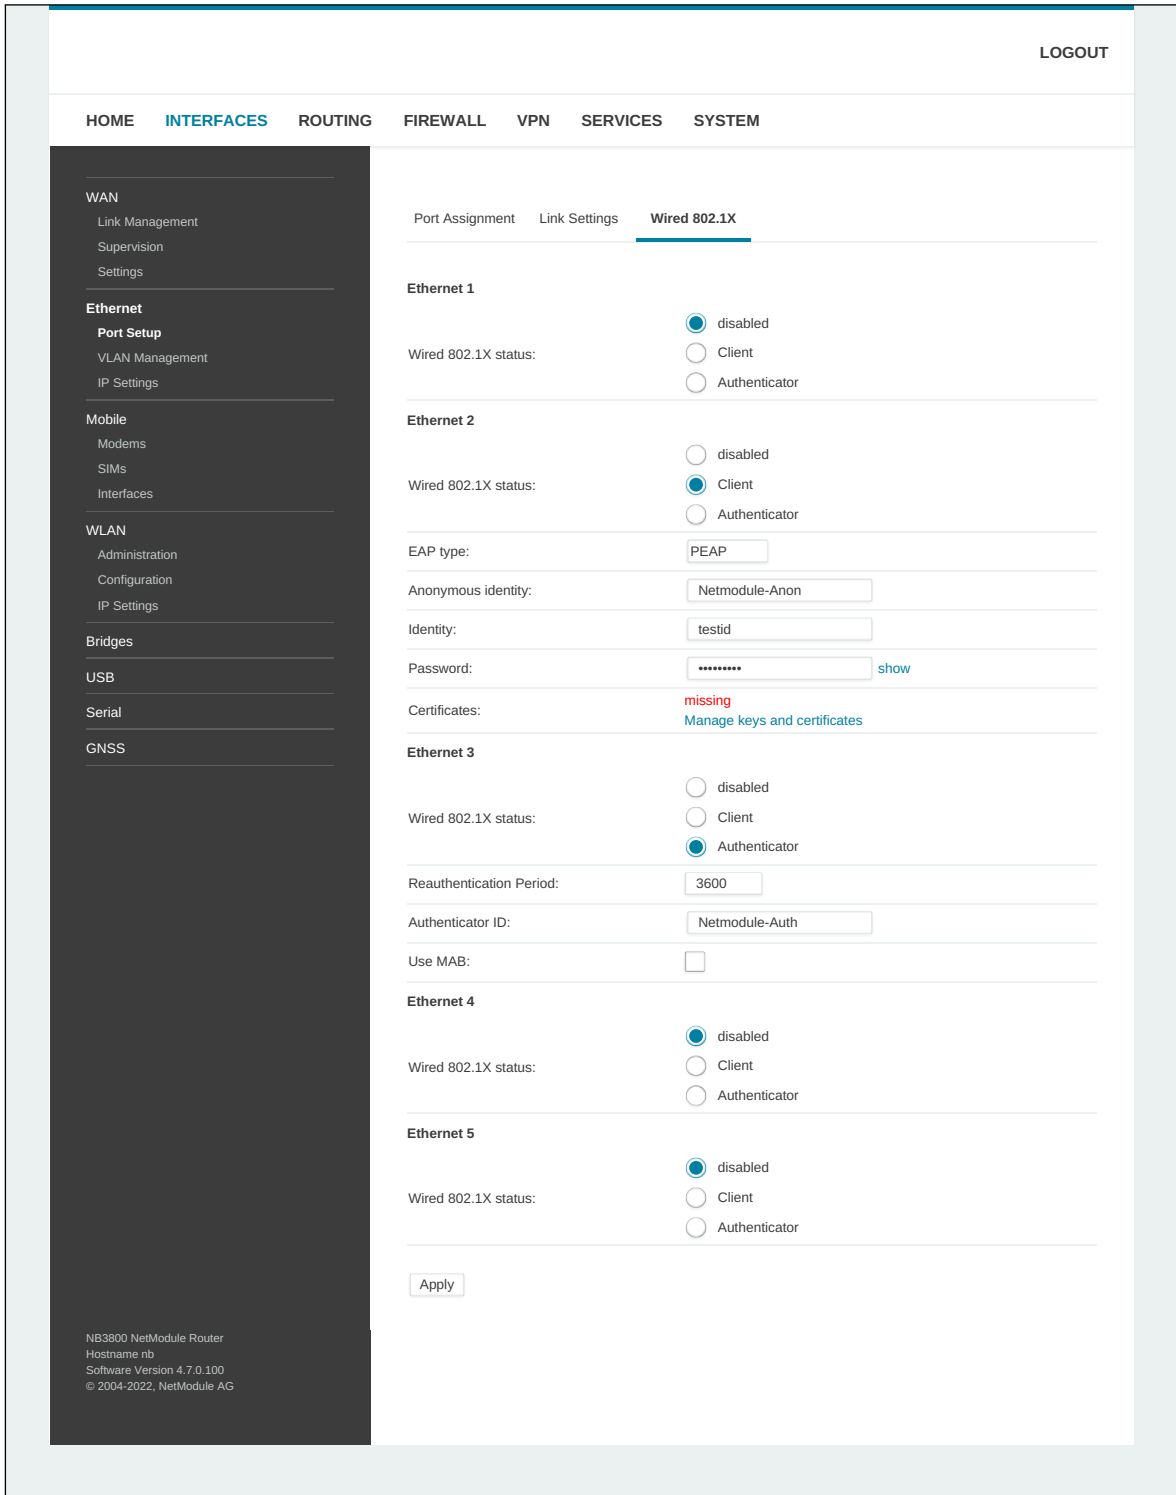 LOGOUT
HOME INTERFACES ROUTING FIREWALL VPN SERVICES SYSTEM
WAN
Link Management
Supervision
Settings
Ethernet
Port Setup
VLAN Management
IP Settings
Mobile
Modems
SIMs
Interfaces
WLAN
Administration
Configuration
IP Settings
Bridges
USB
Serial
GNSS
NB3800 NetModule Router
Hostname nb
Software Version 4.7.0.100
© 2004-2022, NetModule AG
Port Assignment Link Settings Wired 802.1X
Ethernet 1
Wired 802.1X status:
disabled
Client
Authenticator
Ethernet 2
Wired 802.1X status:
disabled
Client
Authenticator
EAP type: PEAP
Anonymous identity: Netmodule-Anon
Identity: testid
Password: ••••••••• show
Certificates:
missing
Manage keys and certificates
Ethernet 3
Wired 802.1X status:
disabled
Client
Authenticator
Reauthentication Period: 3600
Authenticator ID: Netmodule-Auth
Use MAB:
Ethernet 4
Wired 802.1X status:
disabled
Client
Authenticator
Ethernet 5
Wired 802.1X status:
disabled
Client
Authenticator
Apply